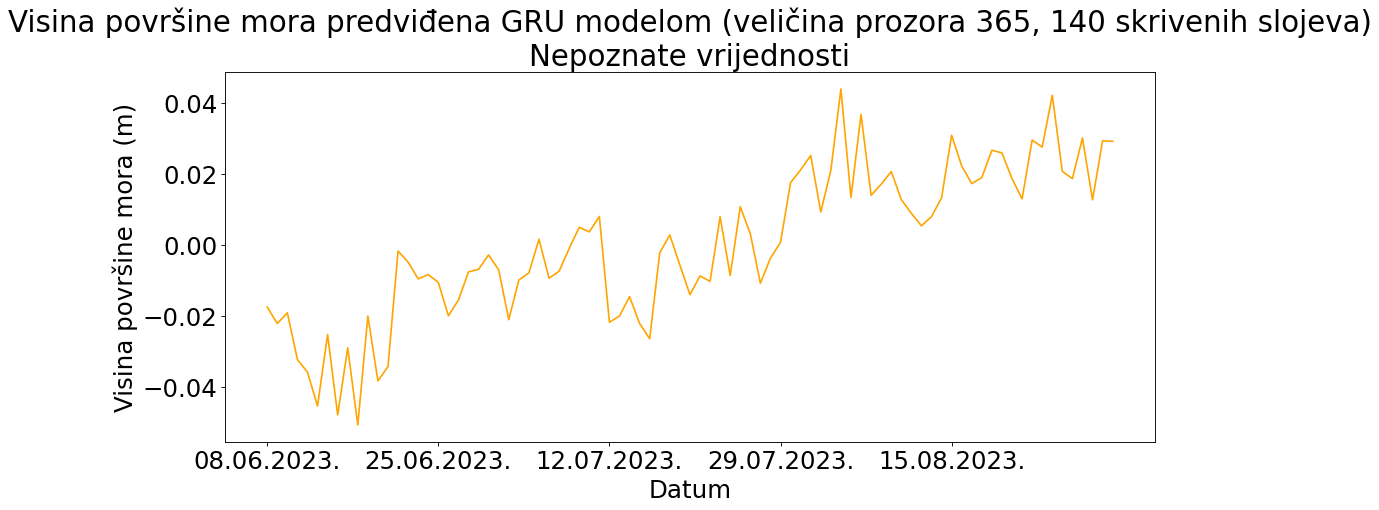 Visina površine mora predviđena GRU modelom (veličina prozora 365, 140 skrivenih slojeva)
Nepoznate vrijednosti
Visina površine mora (m)
0.04
0.02
0.00
−0.02
−0.04
08.06.2023. 25.06.2023. 12.07.2023. 29.07.2023. 15.08.2023.
Datum